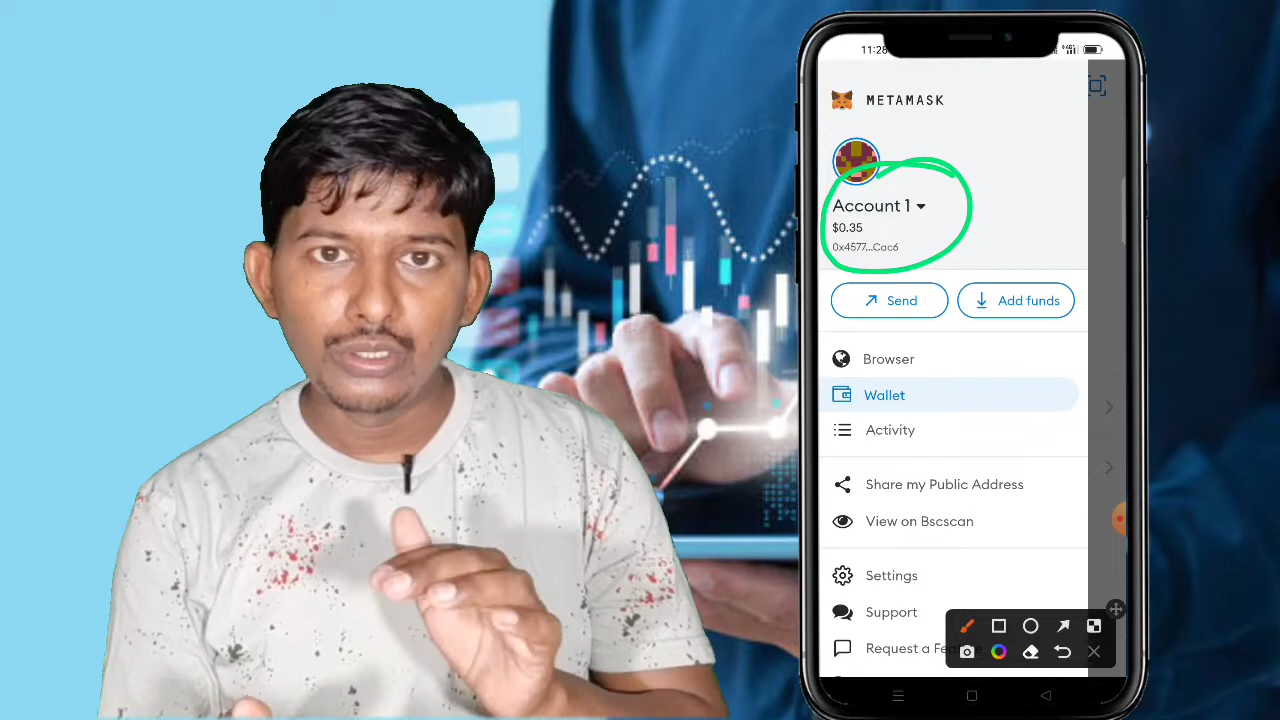 11:28
METAMASK
Account 1
$0.35
0x4577...Cac6
Send
Add funds
Browser
Wallet
Activity
Share my Public Address
View on Bscscan
Settings
Support
Request a